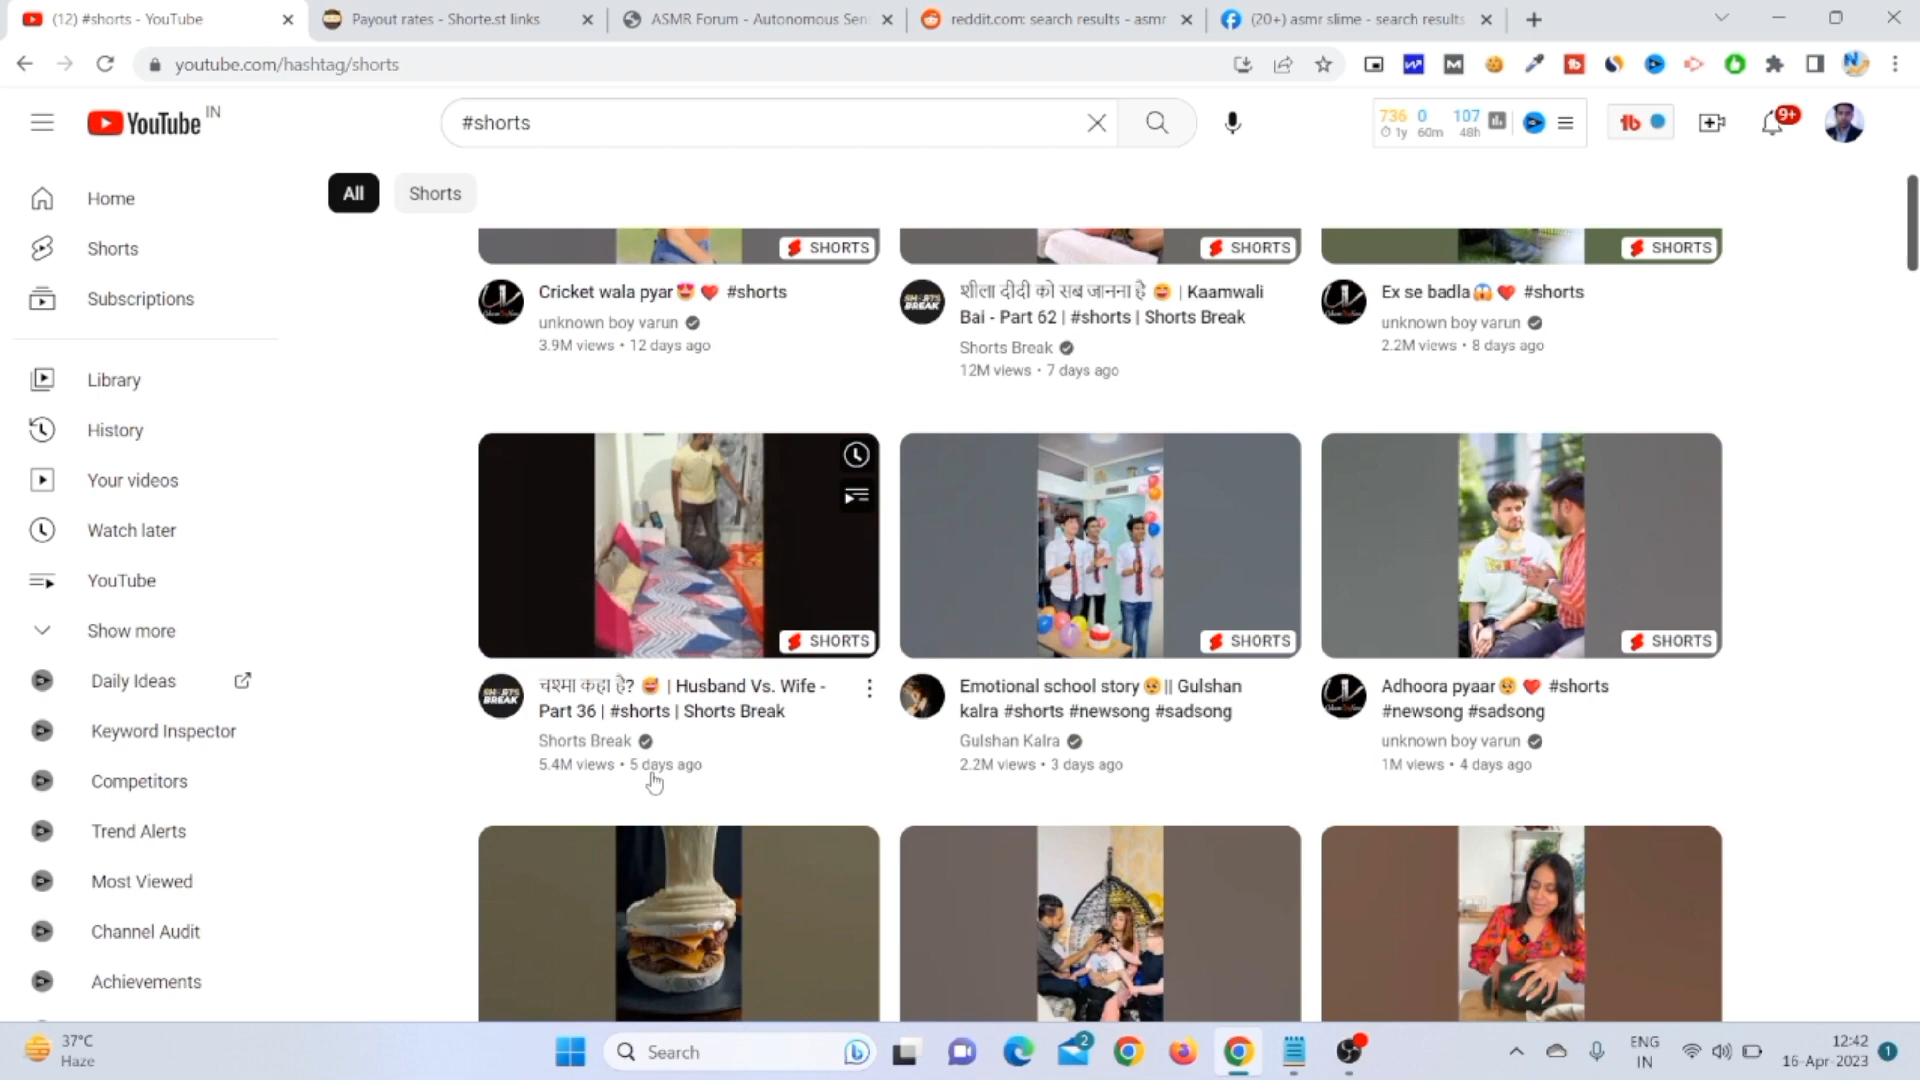 (12) #shorts - YouTube
Payout rates - Shorte.st links
ASMR Forum - Autonomous Sen
reddit.com: search results - asmr
(20+) asmr slime - search results
youtube.com/hashtag/shorts
YouTube IN
#shorts
736 0 107
1y 60m 48h
9+
Home
Shorts
Subscriptions
Library
History
Your videos
Watch later
YouTube
Show more
Daily Ideas
Keyword Inspector
Competitors
Trend Alerts
Most Viewed
Channel Audit
Achievements
All
Shorts
SHORTS
SHORTS
SHORTS
Cricket wala pyar😍 ❤️ #shorts
unknown boy varun
3.9M views • 12 days ago
शीला दीदी को सब जानना है 😄 | Kaamwali
Bai - Part 62 | #shorts | Shorts Break
Shorts Break
12M views • 7 days ago
Ex se badla😱 ❤️ #shorts
unknown boy varun
2.2M views • 8 days ago
SHORTS
SHORTS
SHORTS
SHORTS BREAK
चश्मा कहा है? 😅 | Husband Vs. Wife -
Part 36 | #shorts | Shorts Break
Shorts Break
5.4M views • 5 days ago
Emotional school story🥺|| Gulshan
kalra #shorts #newsong #sadsong
Gulshan Kalra
2.2M views • 3 days ago
Adhoora pyaar🥺 ❤️ #shorts
#newsong #sadsong
unknown boy varun
1M views • 4 days ago
37°C
Haze
Search
2
ENG
IN
12:42
16-Apr-2023
1